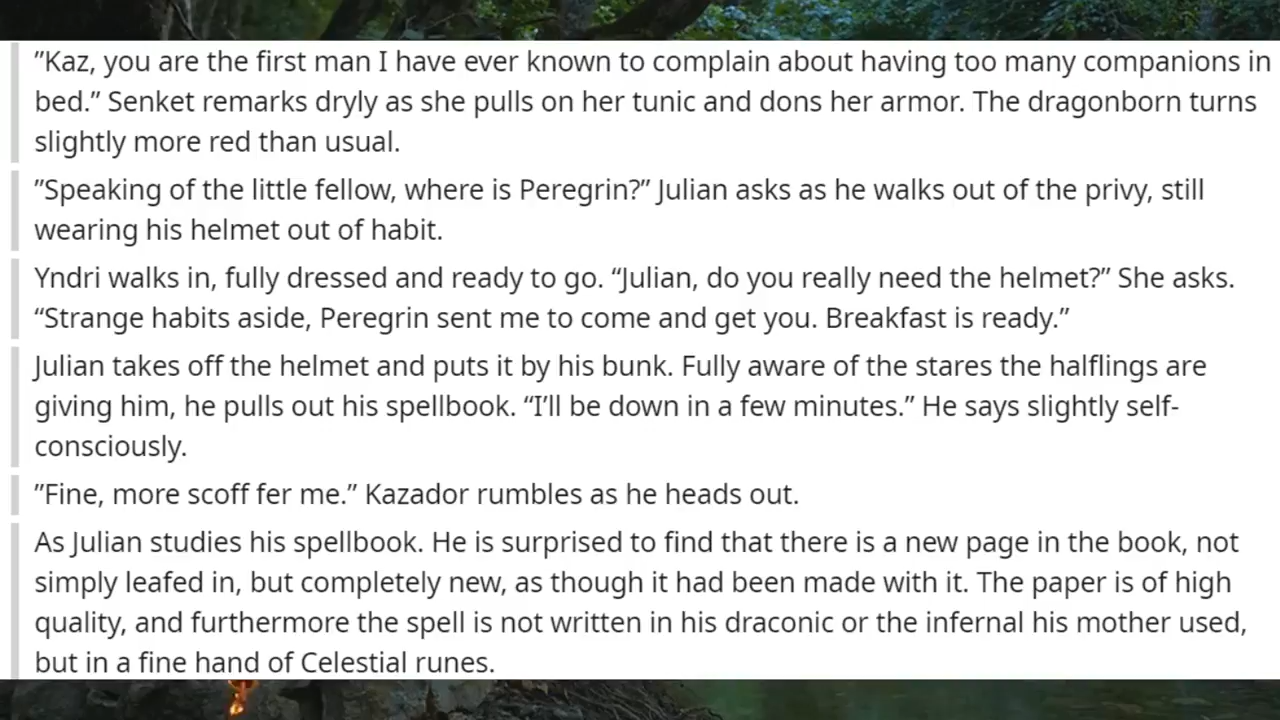 ”Kaz, you are the first man I have ever known to complain about having too many companions in
bed.” Senket remarks dryly as she pulls on her tunic and dons her armor. The dragonborn turns
slightly more red than usual.
”Speaking of the little fellow, where is Peregrin?” Julian asks as he walks out of the privy, still
wearing his helmet out of habit.
Yndri walks in, fully dressed and ready to go. “Julian, do you really need the helmet?” She asks.
“Strange habits aside, Peregrin sent me to come and get you. Breakfast is ready.”
Julian takes off the helmet and puts it by his bunk. Fully aware of the stares the halflings are
giving him, he pulls out his spellbook. “I’ll be down in a few minutes.” He says slightly self-
consciously.
”Fine, more scoff fer me.” Kazador rumbles as he heads out.
As Julian studies his spellbook. He is surprised to find that there is a new page in the book, not
simply leafed in, but completely new, as though it had been made with it. The paper is of high
quality, and furthermore the spell is not written in his draconic or the infernal his mother used,
but in a fine hand of Celestial runes.